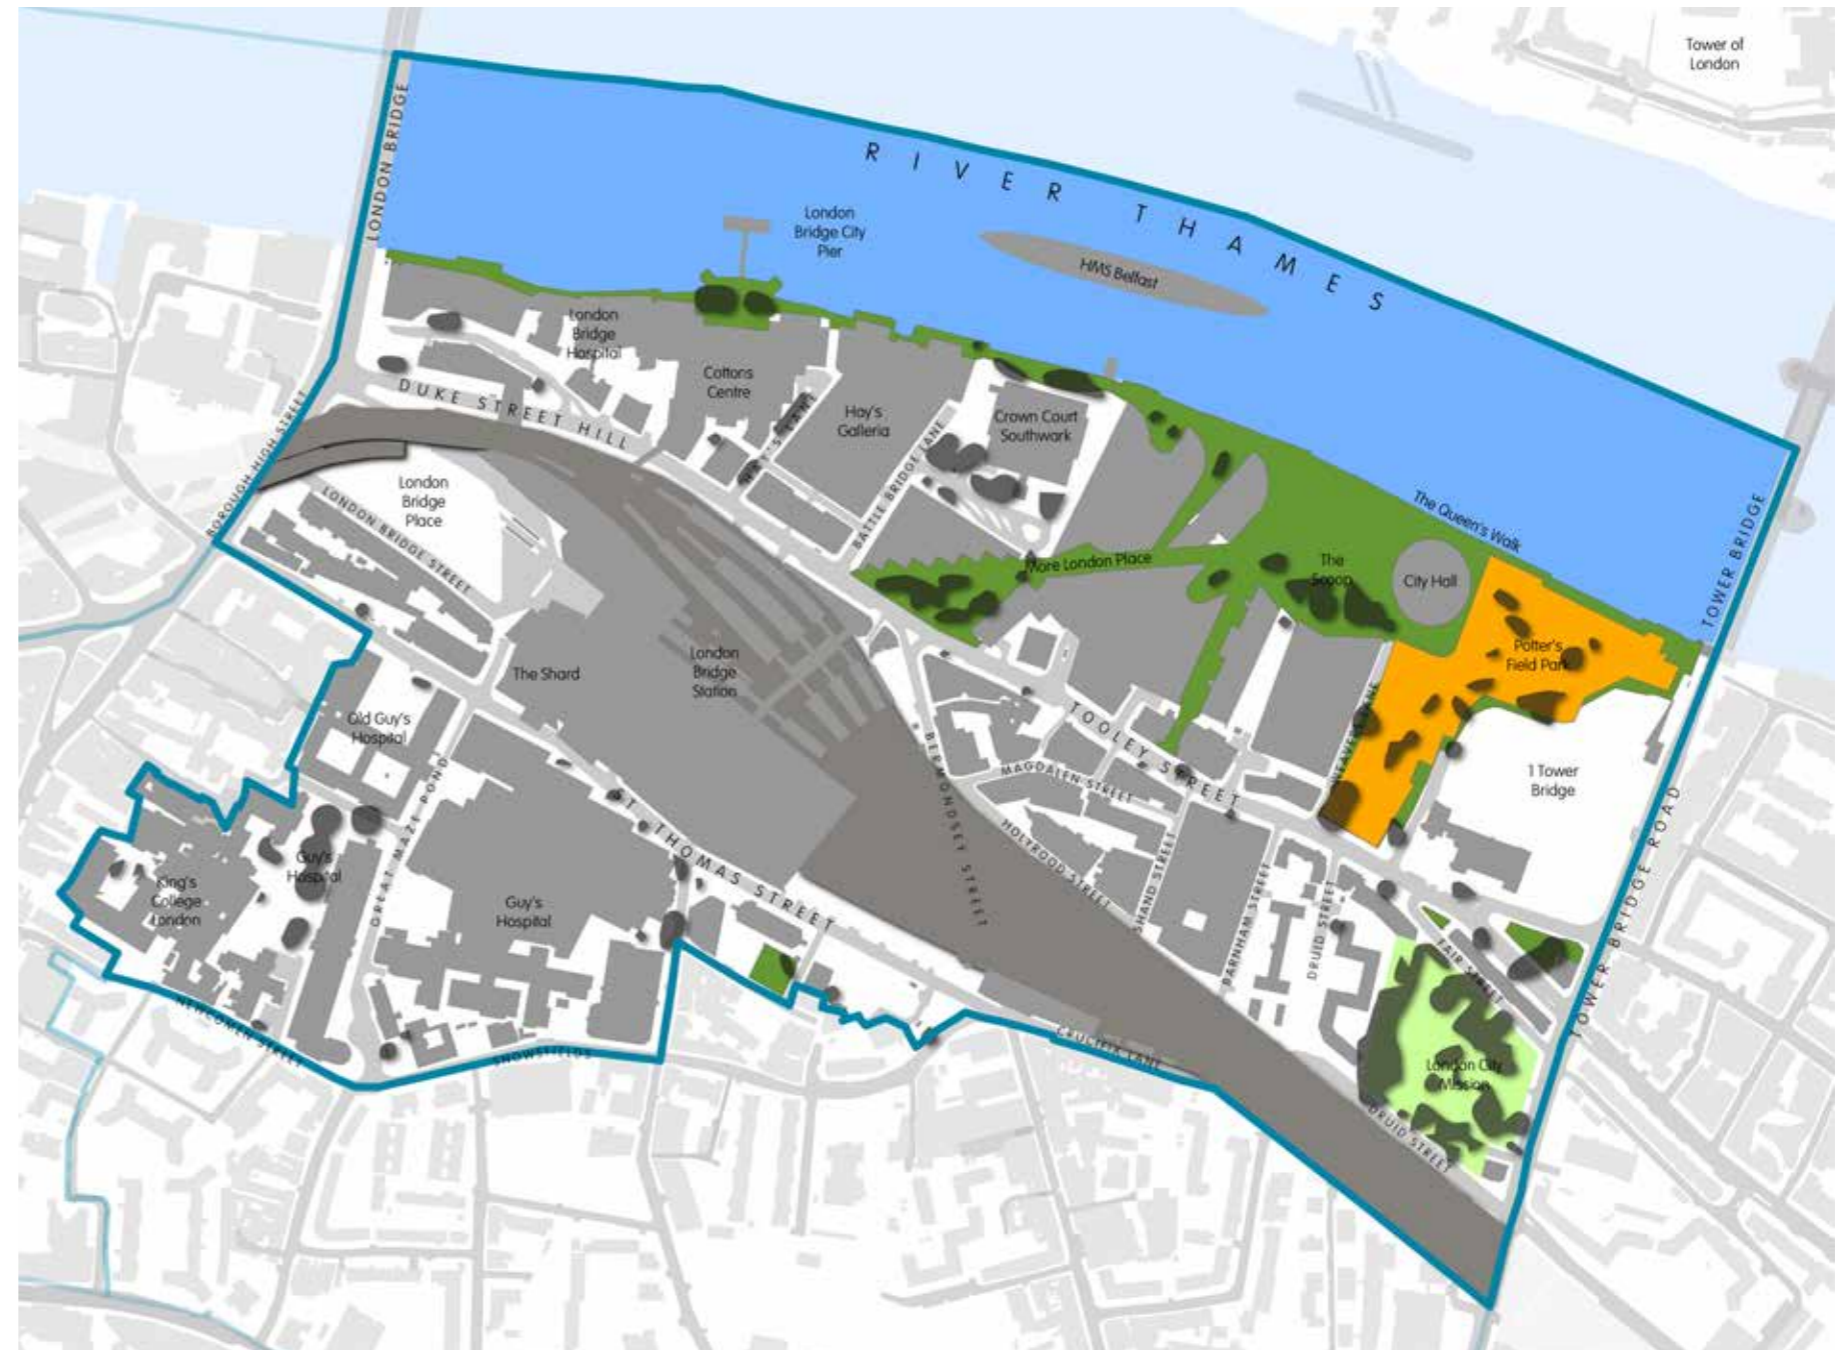 Tower of
London
LONDON BRIDGE
RIVER THAMES
London
Bridge City
Pier
HMS Belfast
London
Bridge
Hospital
Cottons
Centre
Hay's
Galleria
Crown Court
Southwark
DUKE STREET HILL
HAY'S LANE
BATTLE BRIDGE LANE
BOROUGH HIGH STREET
London
Bridge
Place
LONDON BRIDGE STREET
The Queen's Walk
TOWER BRIDGE
More London Place
The
Scoop
City Hall
Potter's
Field Park
The Shard
London
Bridge
Station
Old Guy's
Hospital
WEAVERS LANE
TOOLEY STREET
MAGDALEN STREET
BERMONDSEY STREET
1 Tower
Bridge
GREAT MAZE POND
ST THOMAS STREET
HOLYROOD STREET
SHAND STREET
BARNHAM STREET
DRUID STREET
TOWER BRIDGE ROAD
King's
College
London
Guy's
Hospital
Guy's
Hospital
FAIR STREET
NEWCOMEN STREET
SNOWSFIELDS
CRUCIFIX LANE
London City
Mission
DRUID STREET